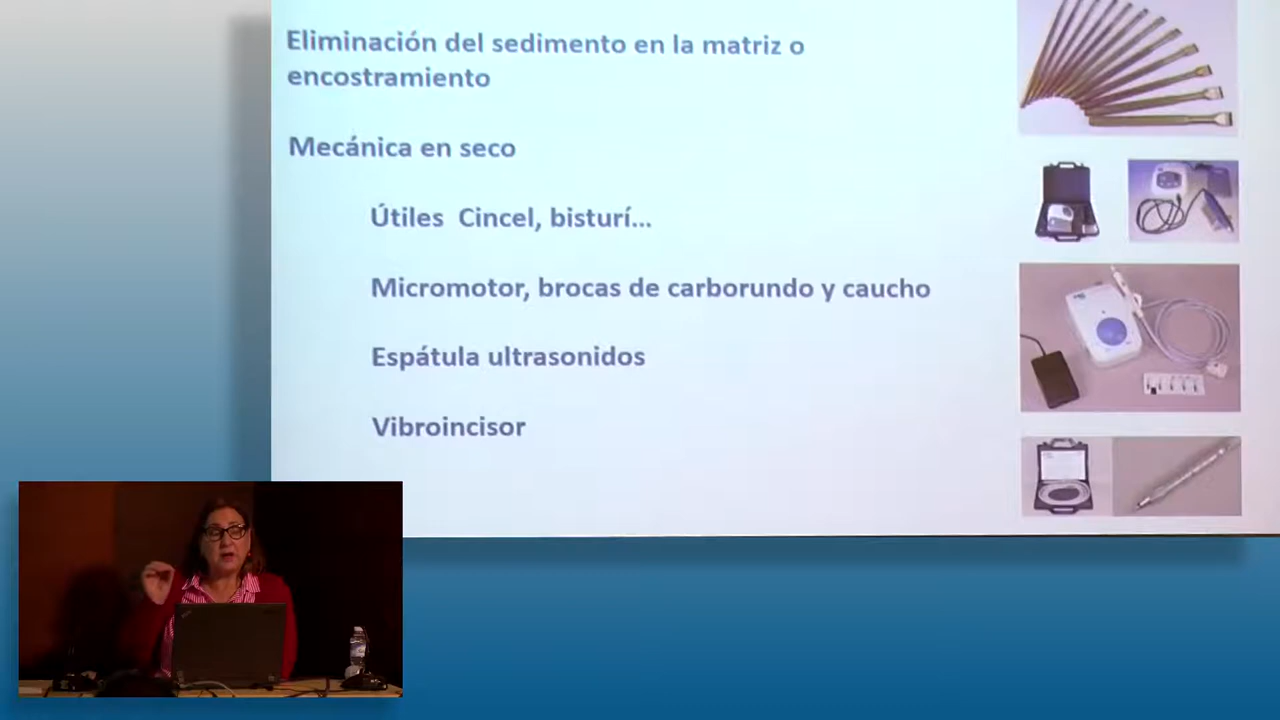 Eliminación del sedimento en la matriz o
encostramiento
Mecánica en seco
Útiles Cincel, bisturí...
Micromotor, brocas de carborundo y caucho
Espátula ultrasonidos
Vibroincisor